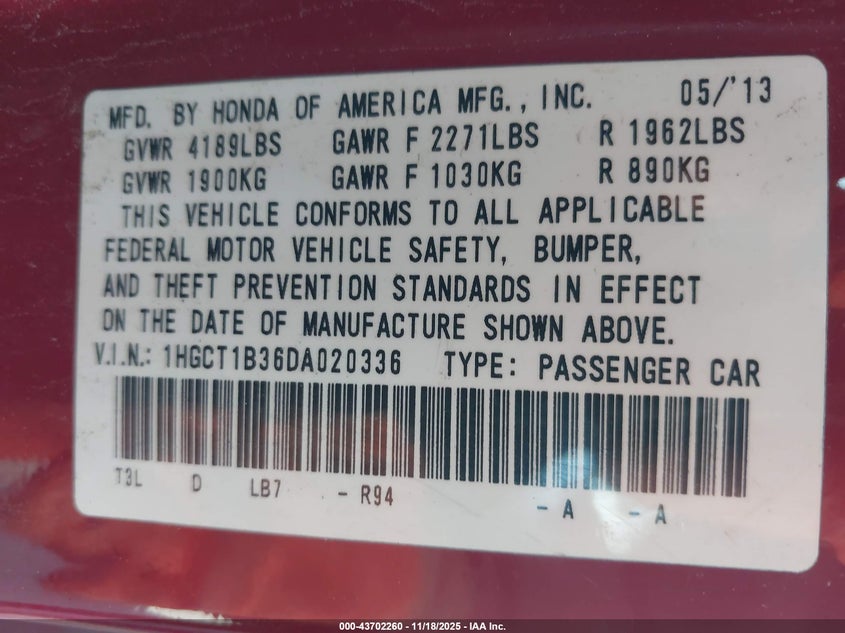 MFD. BY HONDA OF AMERICA MFG., INC. 05/'13
GVWR 4189LBS GAWR F 2271LBS R 1962LBS
GVWR 1900KG GAWR F 1030KG R 890KG
THIS VEHICLE CONFORMS TO ALL APPLICABLE
FEDERAL MOTOR VEHICLE SAFETY, BUMPER,
AND THEFT PREVENTION STANDARDS IN EFFECT
ON THE DATE OF MANUFACTURE SHOWN ABOVE.
V.I.N.: 1HGCT1B36DA020336 TYPE: PASSENGER CAR
T3L D LB7 - R94 - A - A
000-43702260 - 11/18/2025 - IAA Inc.